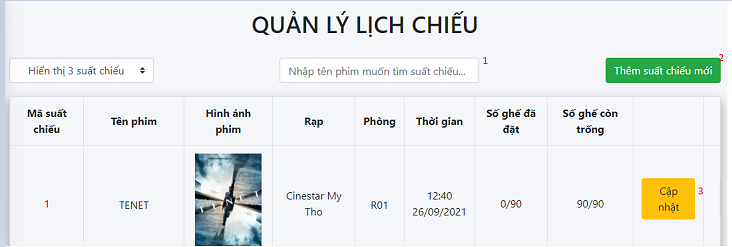 QUẢN LÝ LỊCH CHIẾU
Hiển thị 3 suất chiếu
Nhập tên phim muốn tìm suất chiếu...
1
Thêm suất chiếu mới
2
Mã suất chiếu
Tên phim
Hình ảnh phim
Rạp
Phòng
Thời gian
Số ghế đã đặt
Số ghế còn trống
1
TENET
TENET
Cinestar My Tho
R01
12:40
26/09/2021
0/90
90/90
Cập nhật
3